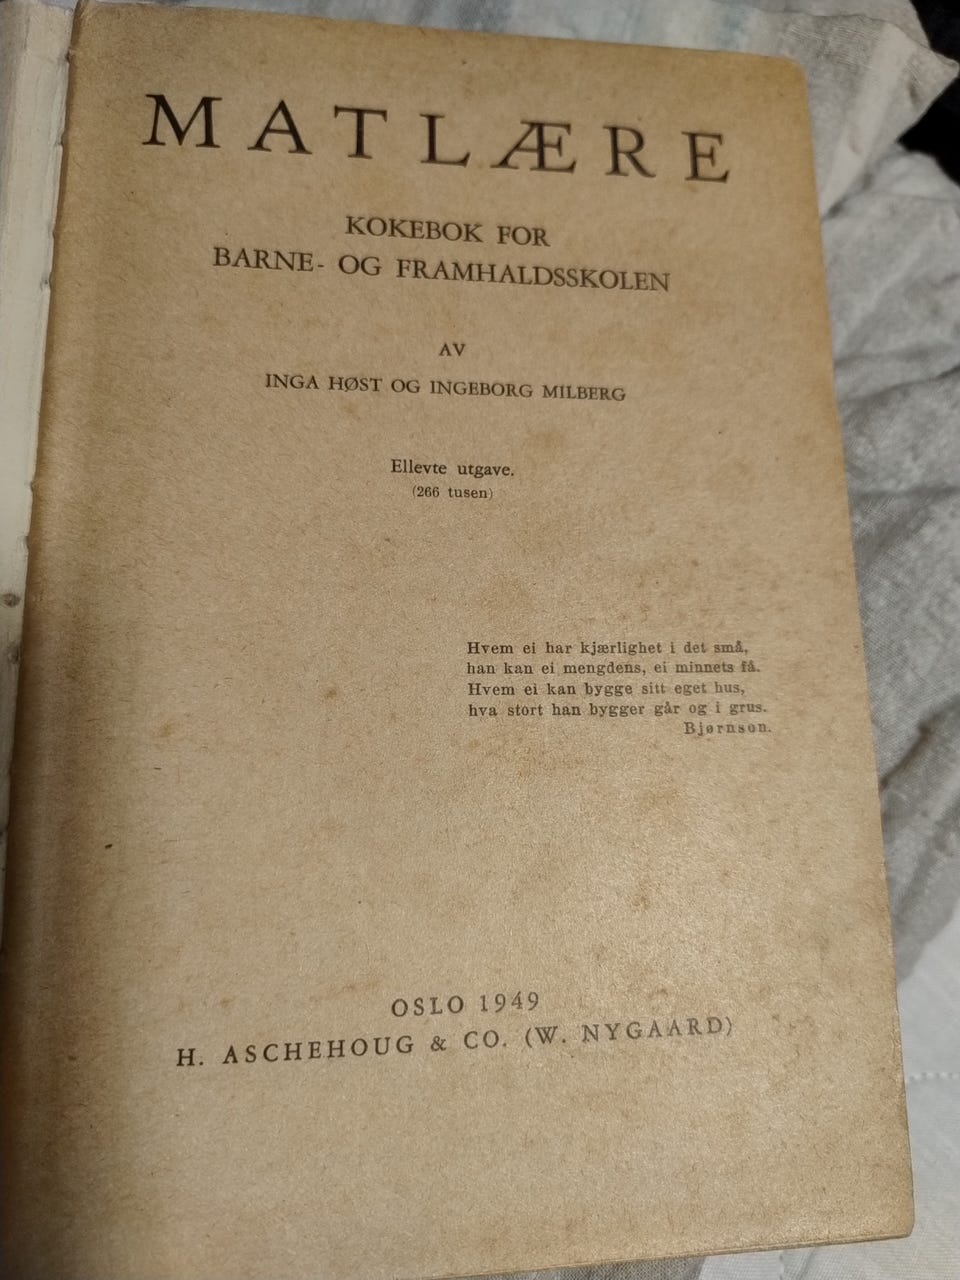 MATLÆRE
KOKEBOK FOR
BARNE- OG FRAMHALDSSKOLEN
AV
INGA HØST OG INGEBORG MILBERG
Ellevte utgave.
(266 tusen)
Hvem ei har kjærlighet i det små,
han kan ei mengdens, ei minnets få.
Hvem ei kan bygge sitt eget hus,
hva stort han bygger går og i grus.
Bjørnson.
OSLO 1949
H. ASCHEHOUG & CO. (W. NYGAARD)